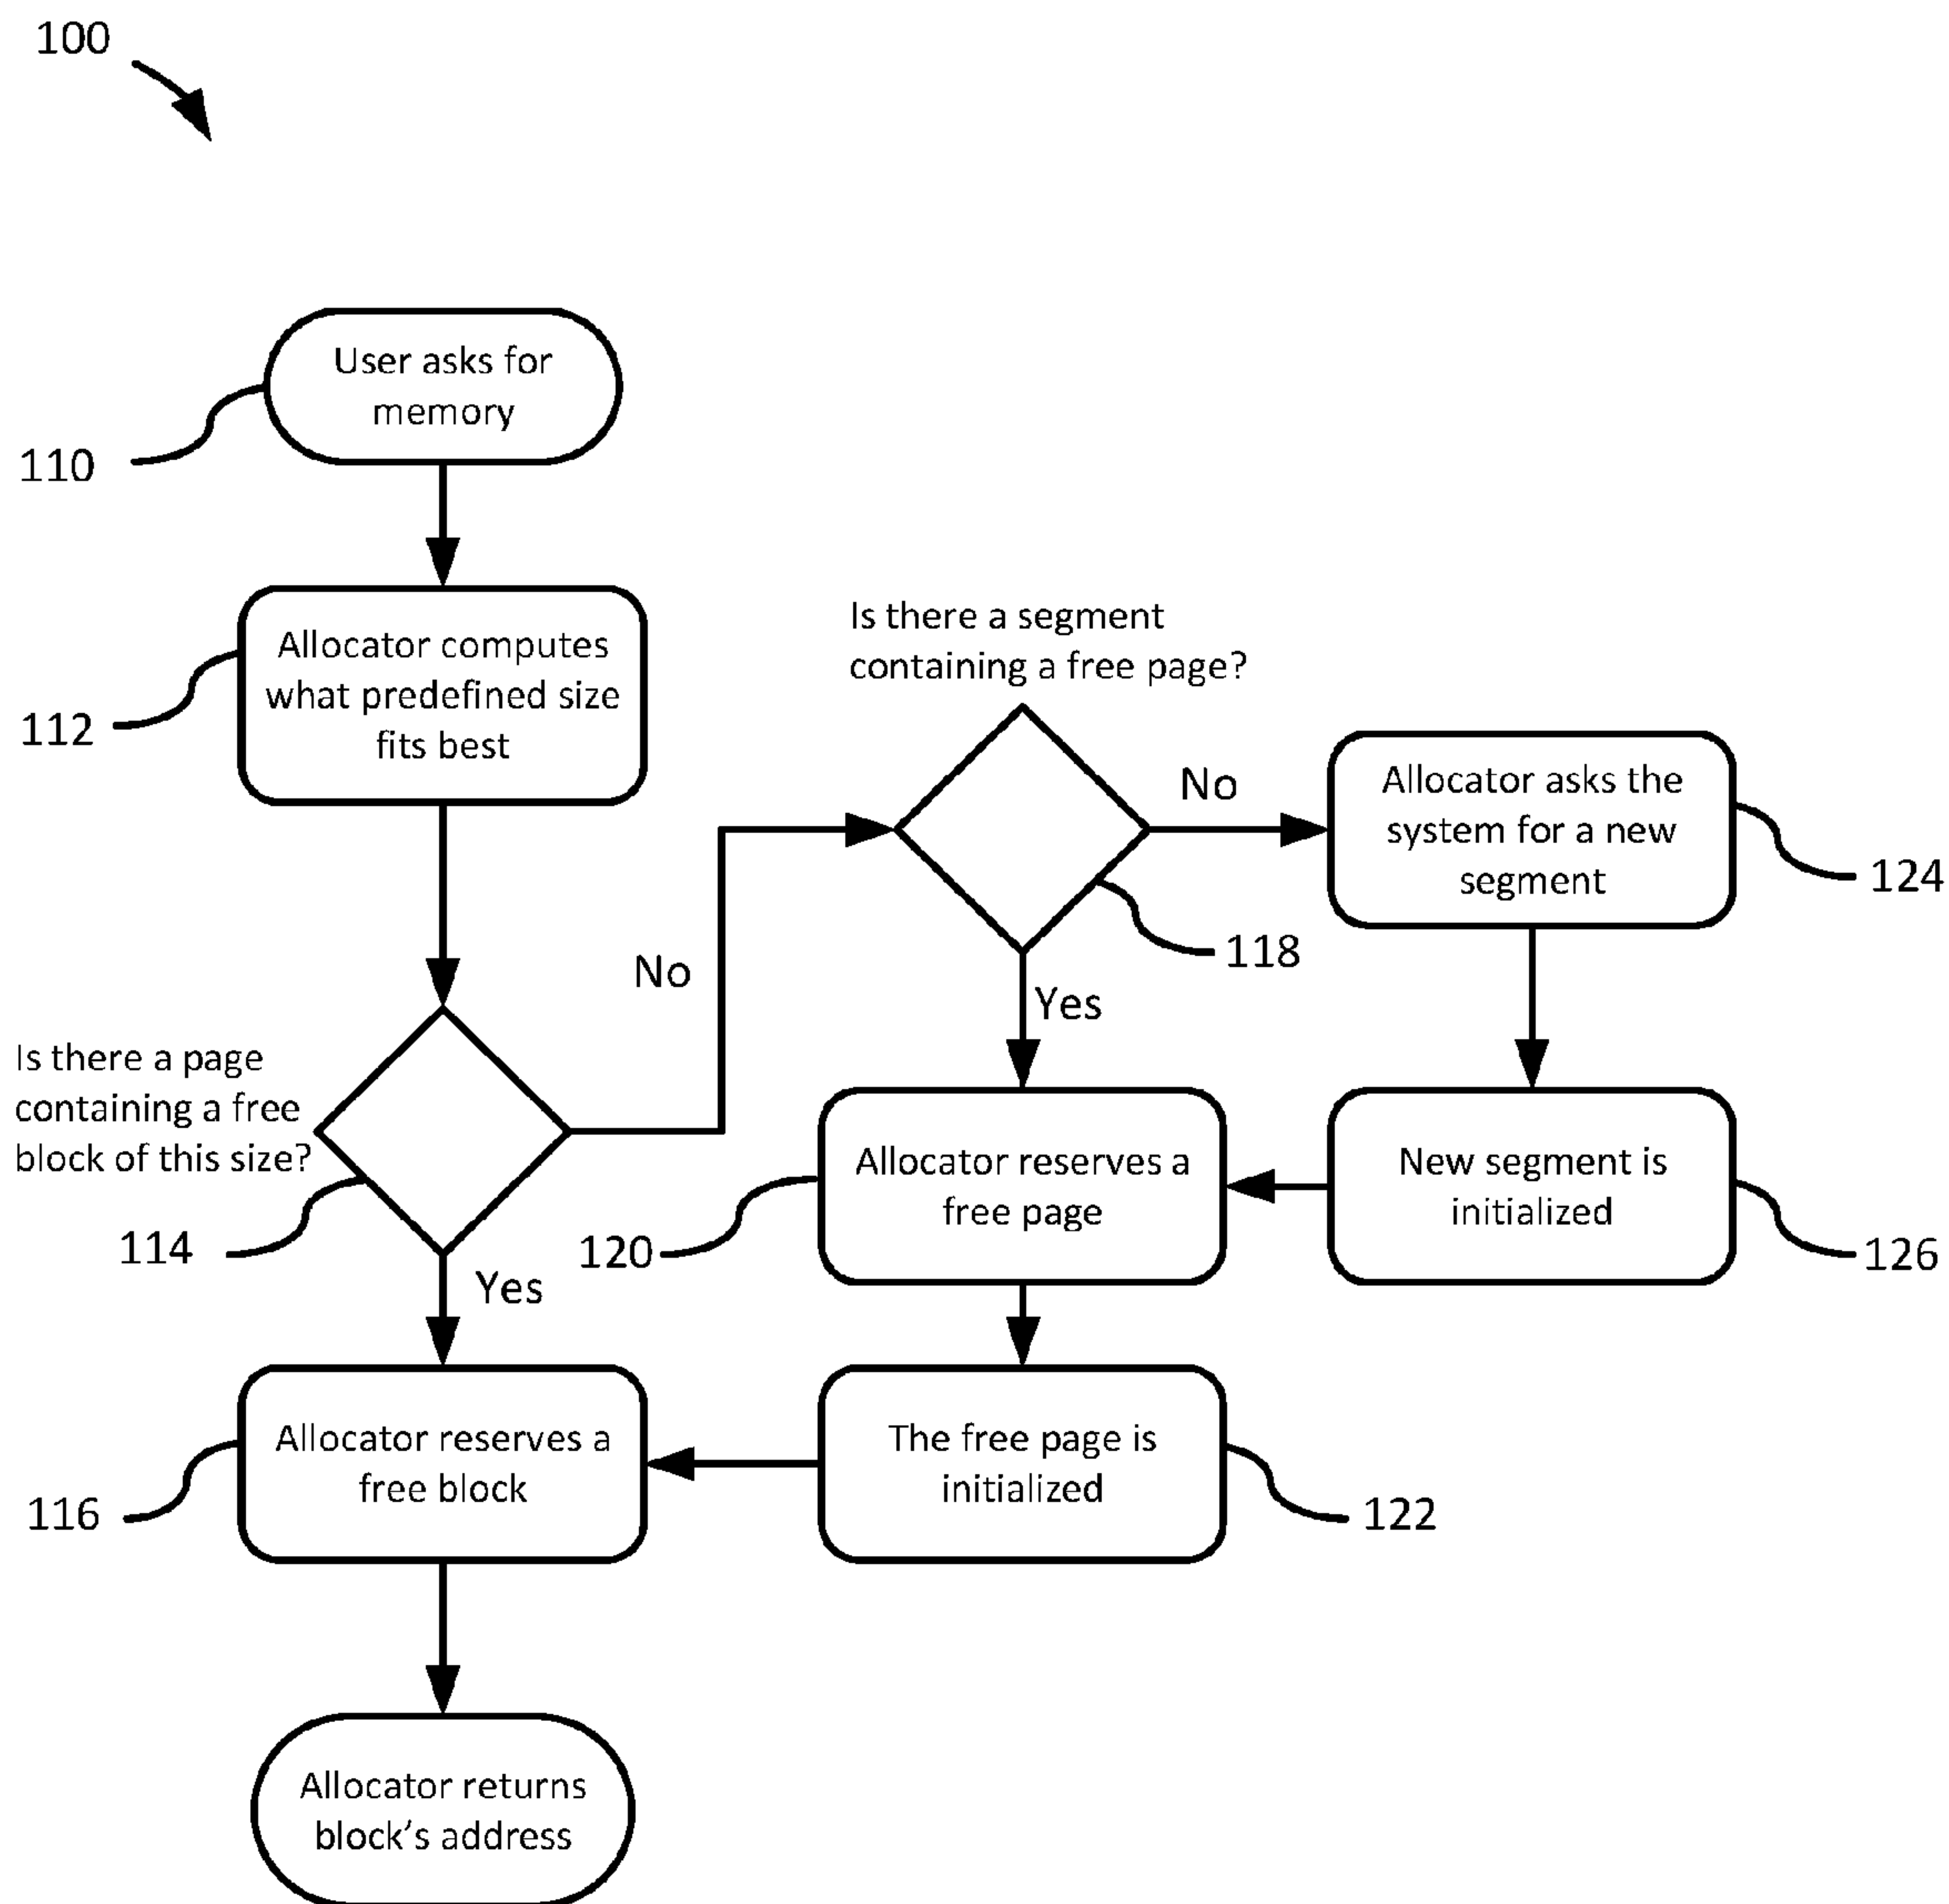 100
User asks for
memory
110
Allocator computes
what predefined size
fits best
112
Is there a page
containing a free
block of this size?
114
No
Yes
Is there a segment
containing a free page?
118
No
Yes
Allocator asks the
system for a new
segment
124
New segment is
initialized
126
Allocator reserves a
free page
120
The free page is
initialized
122
Allocator reserves a
free block
116
Allocator returns
block's address